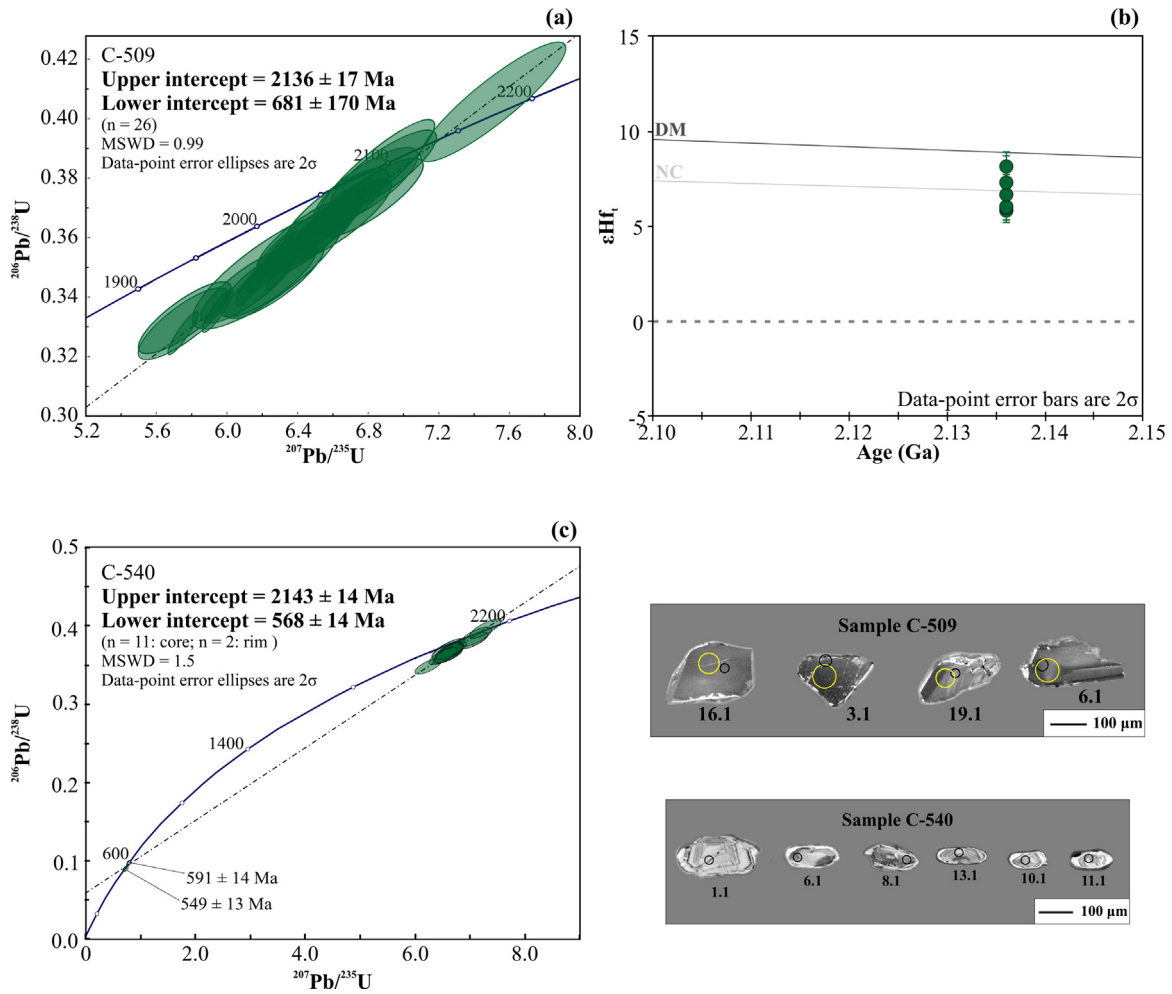 (a)
C-509
Upper intercept = 2136 ± 17 Ma
Lower intercept = 681 ± 170 Ma
(n = 26)
MSWD = 0.99
Data-point error ellipses are 2σ
2200
2100
2000
1900
0.42
0.40
0.38
0.36
0.34
0.32
0.30
5.2 5.6 6.0 6.4 6.8 7.2 7.6 8.0
²⁰⁶Pb/²³⁸U
²⁰⁷Pb/²³⁵U
(b)
15
10
5
0
-5
DM
NC
εHfₜ
Data-point error bars are 2σ
2.10 2.11 2.12 2.13 2.14 2.15
Age (Ga)
(c)
C-540
Upper intercept = 2143 ± 14 Ma
Lower intercept = 568 ± 14 Ma
(n = 11: core; n = 2: rim )
MSWD = 1.5
Data-point error ellipses are 2σ
2200
1400
600
591 ± 14 Ma
549 ± 13 Ma
0.5
0.4
0.3
0.2
0.1
0.0
0 2.0 4.0 6.0 8.0
²⁰⁶Pb/²³⁸U
²⁰⁷Pb/²³⁵U
Sample C-509
16.1 3.1 19.1 6.1
100 µm
Sample C-540
1.1 6.1 8.1 13.1 10.1 11.1
100 µm